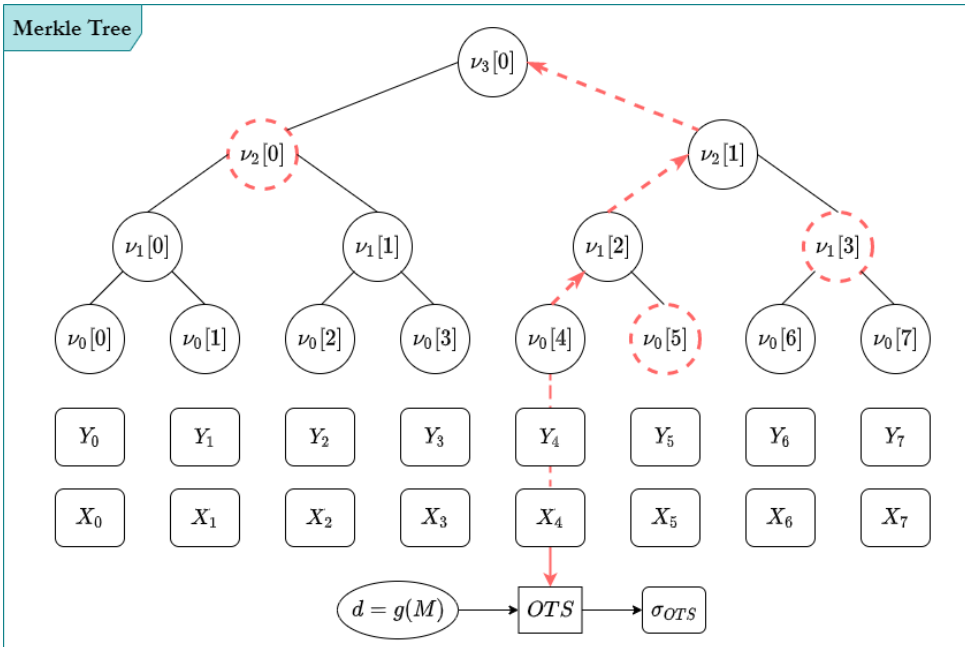 Merkle Tree
ν₃[0]
ν₂[0] ν₂[1]
ν₁[0] ν₁[1] ν₁[2] ν₁[3]
ν₀[0] ν₀[1] ν₀[2] ν₀[3] ν₀[4] ν₀[5] ν₀[6] ν₀[7]
Y₀ Y₁ Y₂ Y₃ Y₄ Y₅ Y₆ Y₇
X₀ X₁ X₂ X₃ X₄ X₅ X₆ X₇
d = g(M) OTS σ_OTS